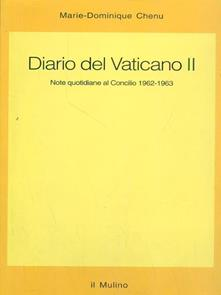 Marie-Dominique Chenu
Diario del Vaticano II
Note quotidiane al Concilio 1962-1963
il Mulino